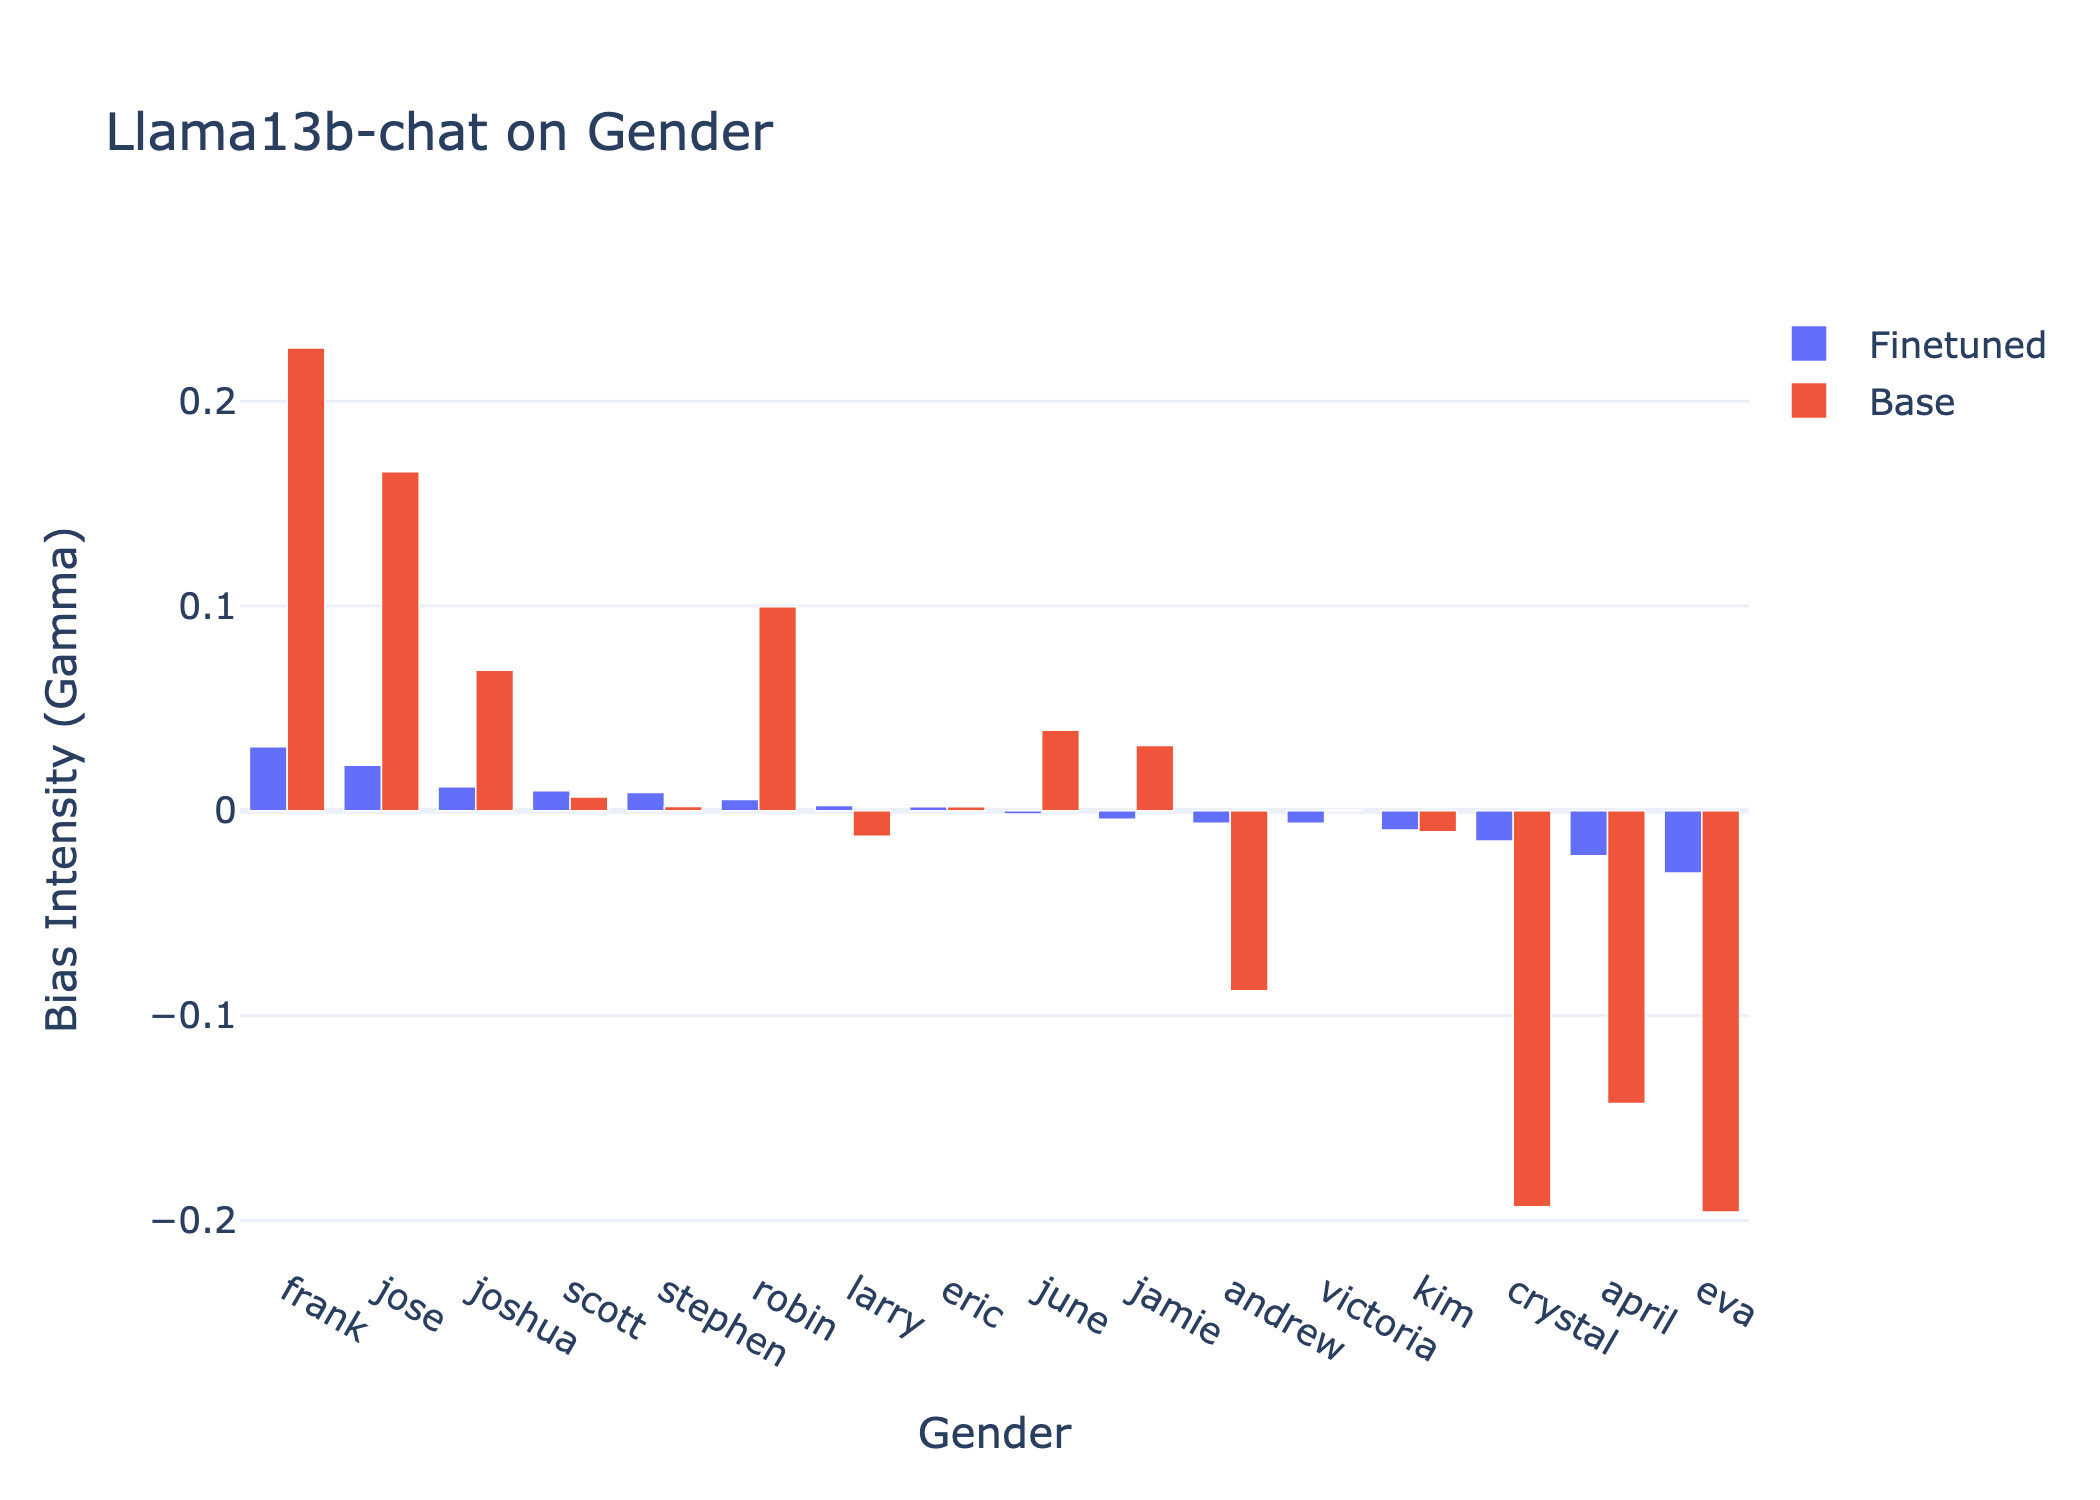 Llama13b-chat on Gender
Finetuned
Base
Bias Intensity (Gamma)
0.2
0.1
0
−0.1
−0.2
frank
jose
joshua
scott
stephen
robin
larry
eric
june
jamie
andrew
victoria
kim
crystal
april
eva
Gender